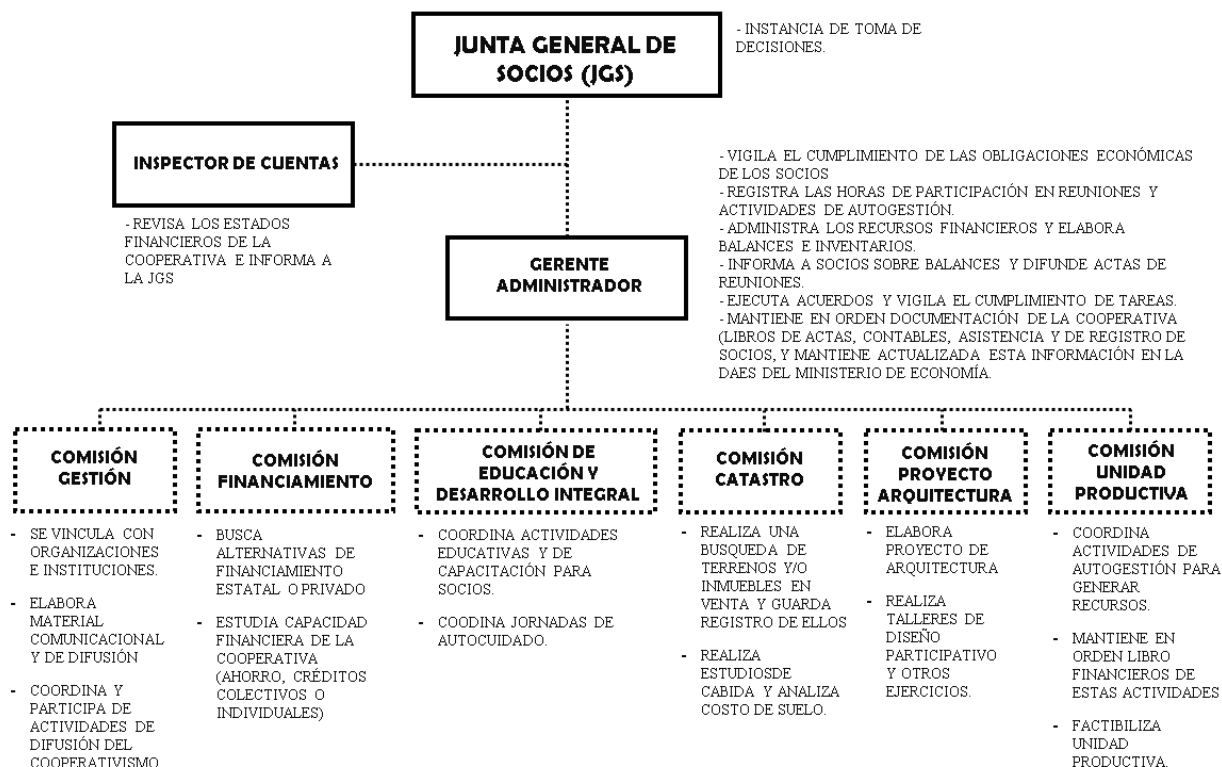 JUNTA GENERAL DE
SOCIOS (JGS)
- INSTANCIA DE TOMA DE
DECISIONES.
INSPECTOR DE CUENTAS
- REVISA LOS ESTADOS
FINANCIEROS DE LA
COOPERATIVA E INFORMA A
LA JGS
GERENTE
ADMINISTRADOR
- VIGILA EL CUMPLIMIENTO DE LAS OBLIGACIONES ECONÓMICAS
DE LOS SOCIOS
- REGISTRA LAS HORAS DE PARTICIPACIÓN EN REUNIONES Y
ACTIVIDADES DE AUTOGESTIÓN.
- ADMINISTRA LOS RECURSOS FINANCIEROS Y ELABORA
BALANCES E INVENTARIOS.
- INFORMA A SOCIOS SOBRE BALANCES Y DIFUNDE ACTAS DE
REUNIONES.
- EJECUTA ACUERDOS Y VIGILA EL CUMPLIMIENTO DE TAREAS.
- MANTIENE EN ORDEN DOCUMENTACIÓN DE LA COOPERATIVA
(LIBROS DE ACTAS, CONTABLES, ASISTENCIA Y DE REGISTRO DE
SOCIOS, Y MANTIENE ACTUALIZADA ESTA INFORMACIÓN EN LA
DAES DEL MINISTERIO DE ECONOMÍA.
COMISIÓN
GESTIÓN
- SE VINCULA CON
ORGANIZACIONES
E INSTITUCIONES.
- ELABORA
MATERIAL
COMUNICACIONAL
Y DE DIFUSIÓN
- COORDINA Y
PARTICIPA DE
ACTIVIDADES DE
DIFUSIÓN DEL
COOPERATIVISMO
COMISIÓN
FINANCIAMIENTO
- BUSCA
ALTERNATIVAS DE
FINANCIAMIENTO
ESTATAL O PRIVADO
- ESTUDIA CAPACIDAD
FINANCIERA DE LA
COOPERATIVA
(AHORRO, CRÉDITOS
COLECTIVOS O
INDIVIDUALES)
COMISIÓN DE
EDUCACIÓN Y
DESARROLLO INTEGRAL
- COORDINA ACTIVIDADES
EDUCATIVAS Y DE
CAPACITACIÓN PARA
SOCIOS.
- COODINA JORNADAS DE
AUTOCUIDADO.
COMISIÓN
CATASTRO
- REALIZA UNA
BUSQUEDA DE
TERRENOS Y/O
INMUEBLES EN
VENTA Y GUARDA
REGISTRO DE ELLOS
- REALIZA
ESTUDIOSDE
CABIDA Y ANALIZA
COSTO DE SUELO.
COMISIÓN
PROYECTO
ARQUITECTURA
- ELABORA
PROYECTO DE
ARQUITECTURA
- REALIZA
TALLERES DE
DISEÑO
PARTICIPATIVO
Y OTROS
EJERCICIOS.
COMISIÓN
UNIDAD
PRODUCTIVA
- COORDINA
ACTIVIDADES DE
AUTOGESTIÓN PARA
GENERAR
RECURSOS.
- MANTIENE EN
ORDEN LIBRO
FINANCIEROS DE
ESTAS ACTIVIDADES
- FACTIBILIZA
UNIDAD
PRODUCTIVA.